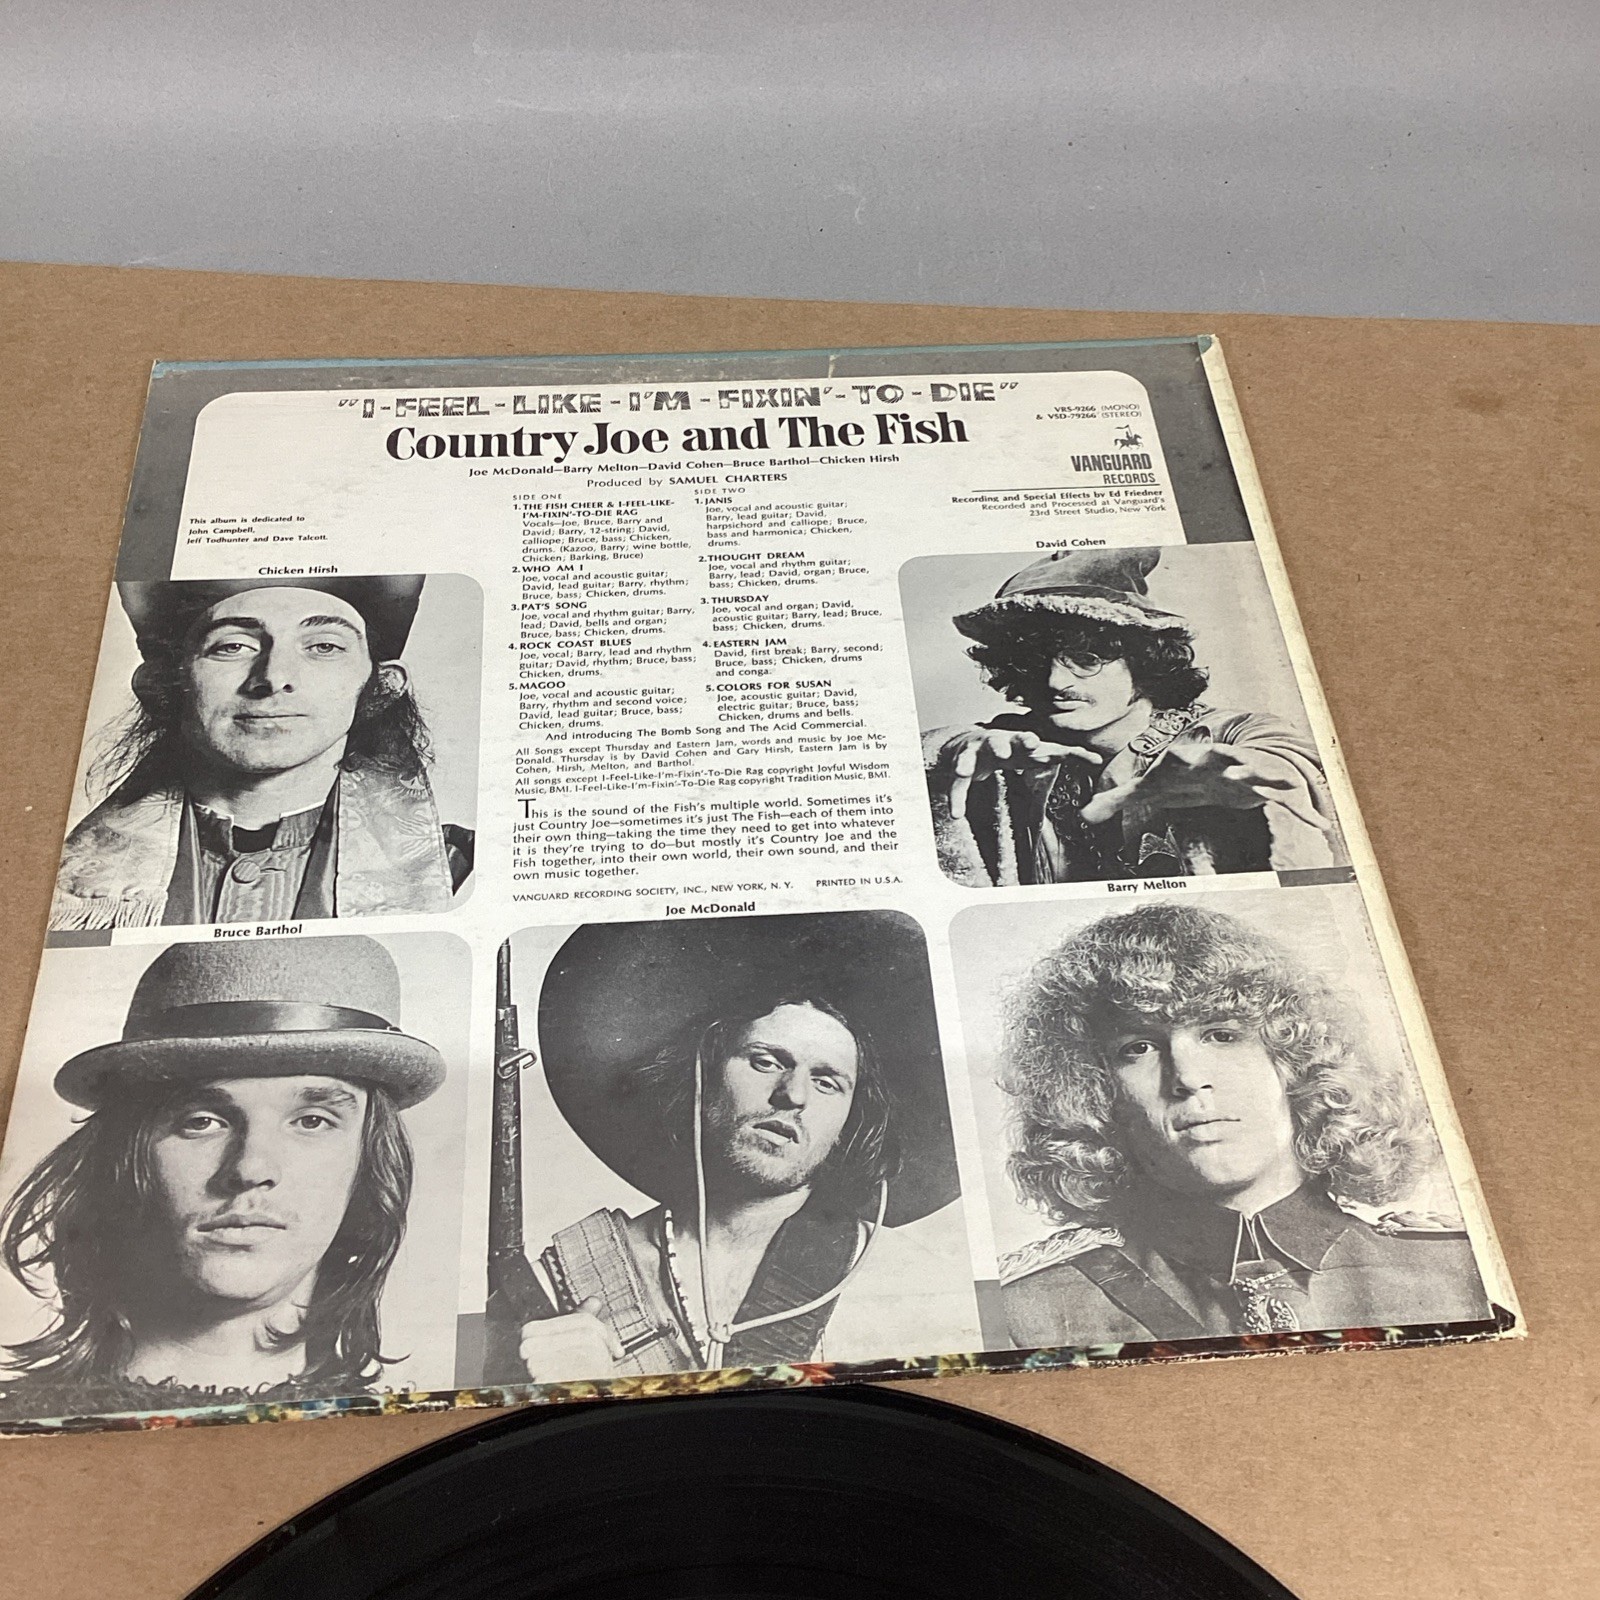 "I-FEEL-LIKE-I'M-FIXIN'-TO-DIE"
Country Joe and The Fish
Joe McDonald—Barry Melton—David Cohen—Bruce Barthol—Chicken Hirsh
Produced by SAMUEL CHARTERS
VRS-9266 (MONO)
& VSD-79266 (STEREO)
VANGUARD
RECORDS
Recording and Special Effects by Ed Friedner
Recorded and Processed at Vanguard's
23rd Street Studio, New York
This album is dedicated to
John Campbell,
Jeff Todhunter and Dave Talcott.
SIDE ONE
1. THE FISH CHEER & I-FEEL-LIKE-
I'M-FIXIN'-TO-DIE RAG
Vocals—Joe, Bruce, Barry and
David; Barry, 12-string; David,
calliope; Bruce, bass; Chicken,
drums. (Kazoo, Barry; wine bottle,
Chicken; Barking, Bruce)
2. WHO AM I
Joe, vocal and acoustic guitar;
David, lead guitar; Barry, rhythm;
Bruce, bass; Chicken, drums.
3. PAT'S SONG
Joe, vocal and rhythm guitar; Barry,
lead; David, bells and organ;
Bruce, bass; Chicken, drums.
4. ROCK COAST BLUES
Joe, vocal; Barry, lead and rhythm
guitar; David, rhythm; Bruce, bass;
Chicken, drums.
5. MAGOO
Joe, vocal and acoustic guitar;
Barry, rhythm and second voice;
David, lead guitar; Bruce, bass;
Chicken, drums.
SIDE TWO
1. JANIS
Joe, vocal and acoustic guitar;
Barry, lead guitar; David,
harpsichord and calliope; Bruce,
bass and harmonica; Chicken,
drums.
2. THOUGHT DREAM
Joe, vocal and rhythm guitar;
Barry, lead; David, organ; Bruce,
bass; Chicken, drums.
3. THURSDAY
Joe, vocal and organ; David,
acoustic guitar; Barry, lead; Bruce,
bass; Chicken, drums.
4. EASTERN JAM
David, first break; Barry, second;
Bruce, bass; Chicken, drums
and conga.
5. COLORS FOR SUSAN
Joe, acoustic guitar; David,
electric guitar; Bruce, bass;
Chicken, drums and bells.
And introducing The Bomb Song and The Acid Commercial.
All Songs except Thursday and Eastern Jam, words and music by Joe Mc-
Donald. Thursday is by David Cohen and Gary Hirsh, Eastern Jam is by
Cohen, Hirsh, Melton, and Barthol.
All songs except I-Feel-Like-I'm-Fixin'-To-Die Rag copyright Joyful Wisdom
Music, BMI. I-Feel-Like-I'm-Fixin'-To-Die Rag copyright Tradition Music, BMI.
This is the sound of the Fish's multiple world. Sometimes it's
just Country Joe—sometimes it's just The Fish—each of them into
their own thing—taking the time they need to get into whatever
it is they're trying to do—but mostly it's Country Joe and the
Fish together, into their own world, their own sound, and their
own music together.
VANGUARD RECORDING SOCIETY, INC., NEW YORK, N. Y. PRINTED IN U.S.A.
Chicken Hirsh
David Cohen
Bruce Barthol
Joe McDonald
Barry Melton